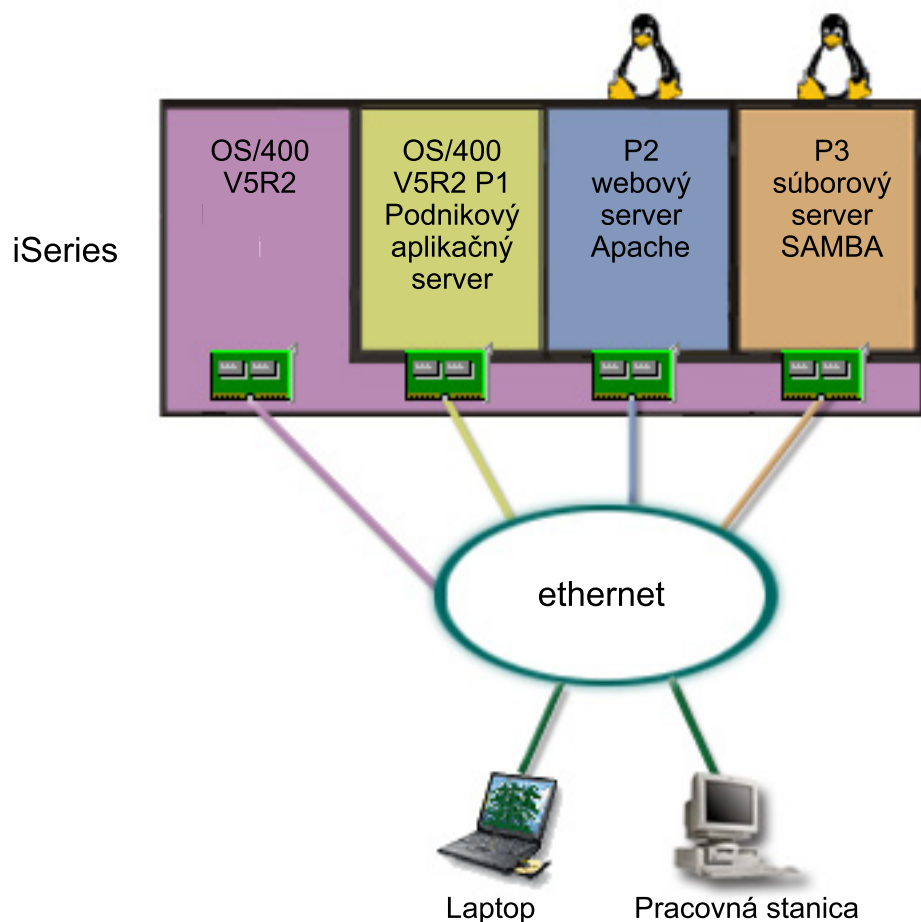 iSeries
OS/400
V5R2
OS/400
V5R2 P1
Podnikový
aplikačný
server
P2
webový
server
Apache
P3
súborový
server
SAMBA
ethernet
Laptop
Pracovná stanica